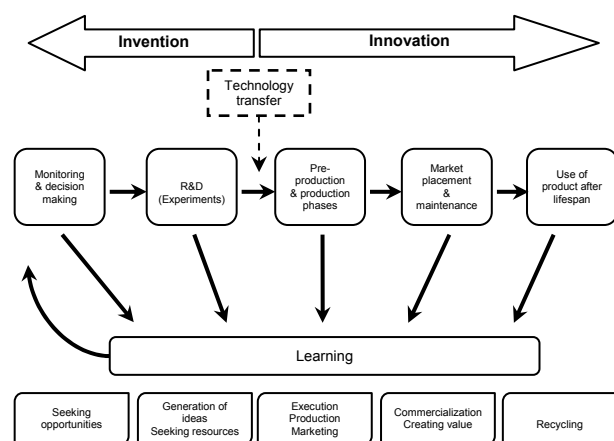 Invention
Innovation
Technology
transfer
Monitoring
& decision
making
R&D
(Experiments)
Pre-
production
& production
phases
Market
placement
&
maintenance
Use of
product after
lifespan
Learning
Seeking
opportunities
Generation of
ideas
Seeking resources
Execution
Production
Marketing
Commercialization
Creating value
Recycling